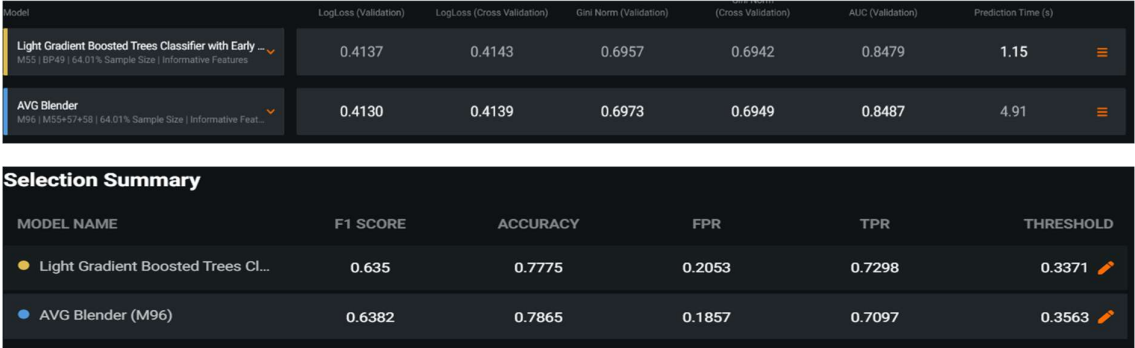 Gini Norm
Model LogLoss (Validation) LogLoss (Cross Validation) Gini Norm (Validation) (Cross Validation) AUC (Validation) Prediction Time (s)
Light Gradient Boosted Trees Classifier with Early ... 0.4137 0.4143 0.6957 0.6942 0.8479 1.15
M55 | BP49 | 64.01% Sample Size | Informative Features
AVG Blender 0.4130 0.4139 0.6973 0.6949 0.8487 4.91
M96 | M55+57+58 | 64.01% Sample Size | Informative Feat...
Selection Summary
MODEL NAME F1 SCORE ACCURACY FPR TPR THRESHOLD
Light Gradient Boosted Trees Cl... 0.635 0.7775 0.2053 0.7298 0.3371
AVG Blender (M96) 0.6382 0.7865 0.1857 0.7097 0.3563